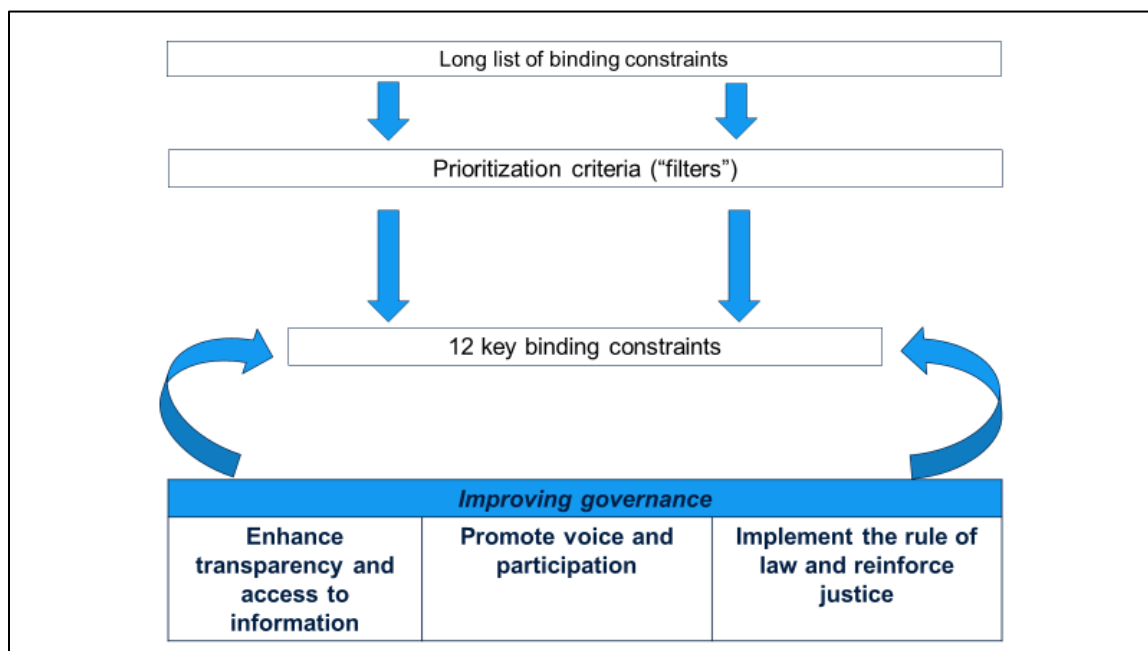 Long list of binding constraints
Prioritization criteria (“filters”)
12 key binding constraints
Improving governance
Enhance
transparency and
access to
information
Promote voice and
participation
Implement the rule of
law and reinforce
justice